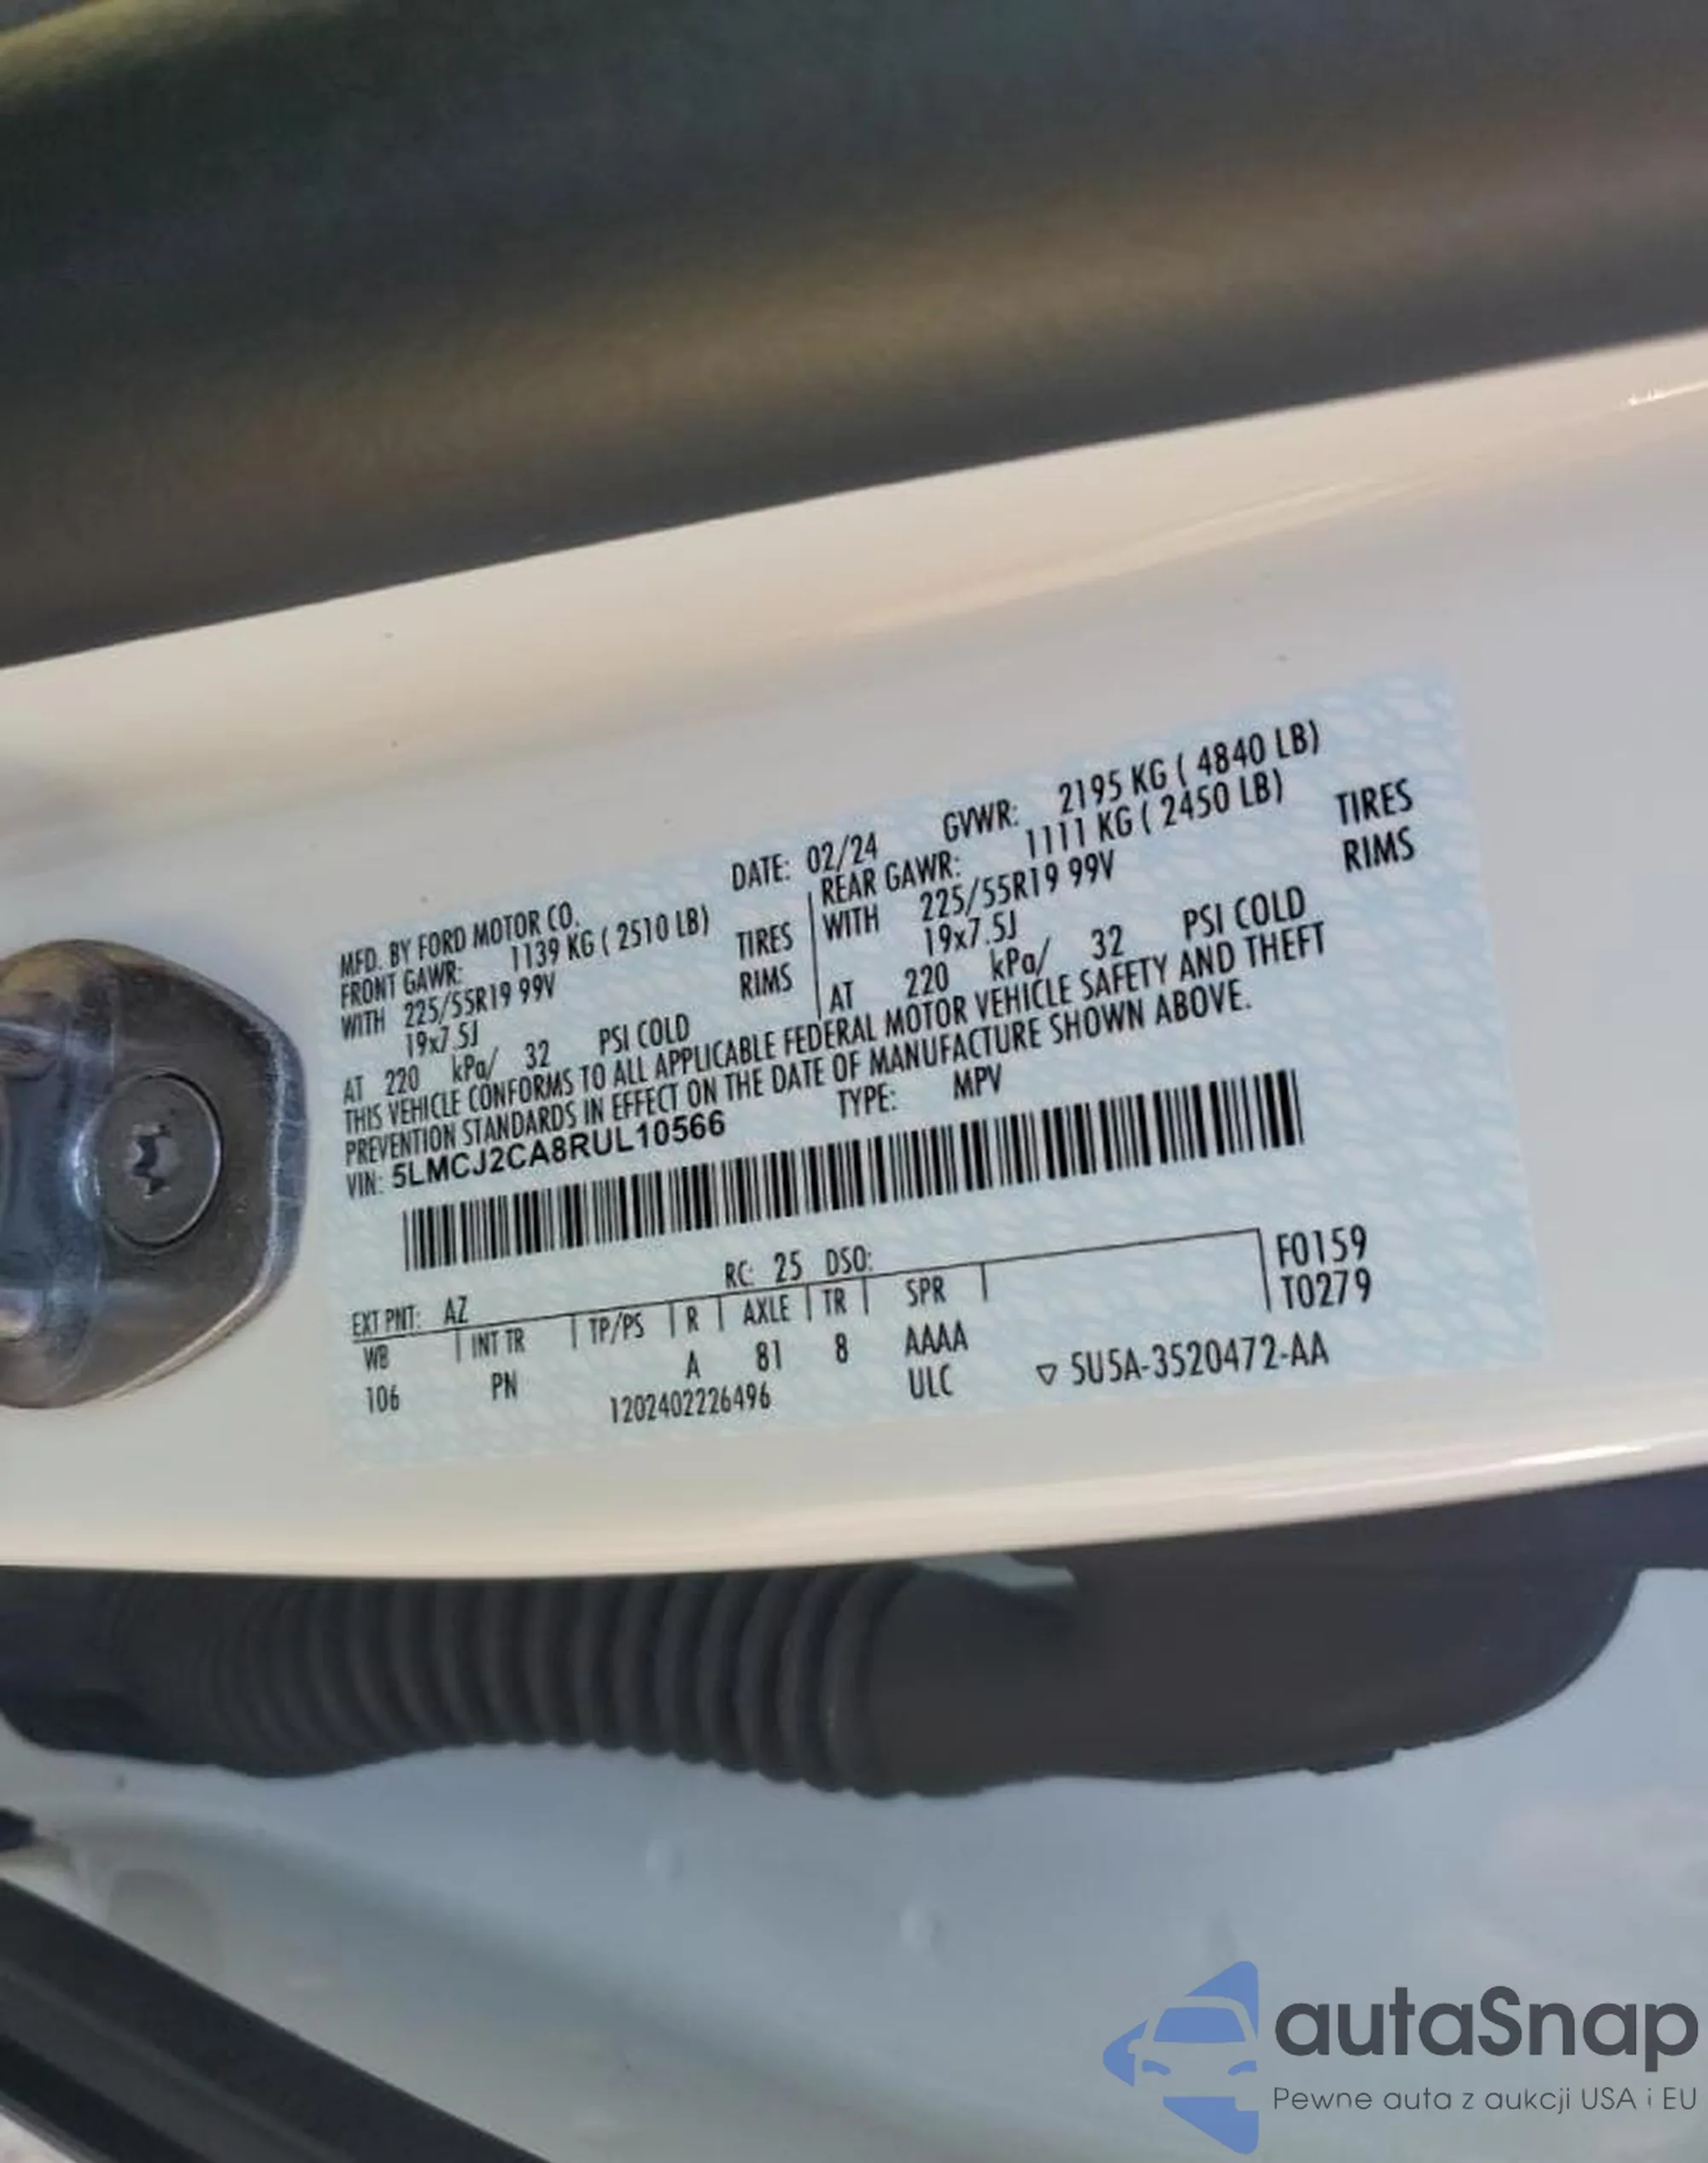 MFD. BY FORD MOTOR CO. DATE: 02/24 GVWR: 2195 KG ( 4840 LB)
FRONT GAWR: 1139 KG ( 2510 LB) REAR GAWR: 1111 KG ( 2450 LB)
WITH 225/55R19 99V TIRES WITH 225/55R19 99V TIRES
19x7.5J RIMS 19x7.5J RIMS
AT 220 kPa/ 32 PSI COLD AT 220 kPa/ 32 PSI COLD
THIS VEHICLE CONFORMS TO ALL APPLICABLE FEDERAL MOTOR VEHICLE SAFETY AND THEFT
PREVENTION STANDARDS IN EFFECT ON THE DATE OF MANUFACTURE SHOWN ABOVE.
VIN: 5LMCJ2CA8RUL10566 TYPE: MPV
EXT PNT: AZ RC: 25 DSO: F0159
WB INT TR TP/PS R AXLE TR SPR T0279
106 PN A 81 8 AAAA
1202402226496 ULC ▽ 5U5A-3520472-AA
autaSnap
Pewne auta z aukcji USA i EU